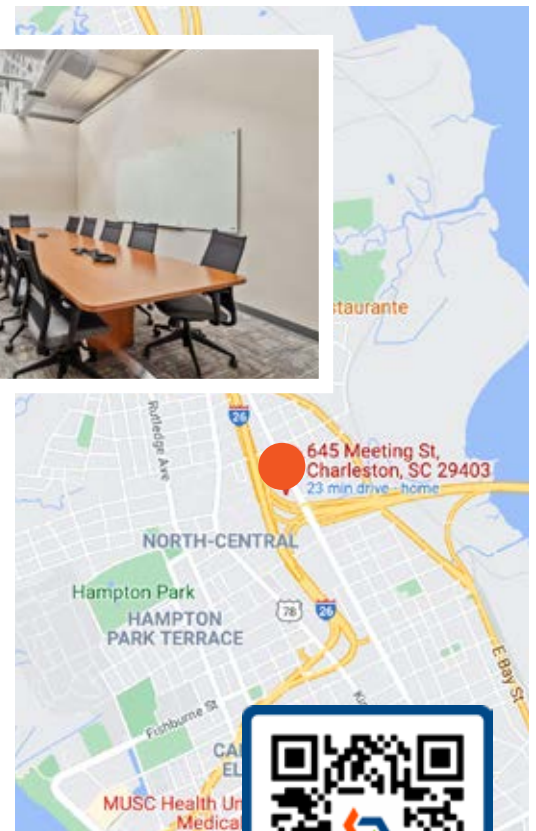 staurante
Rutledge Ave
26
645 Meeting St,
Charleston, SC 29403
23 min drive - home
NORTH-CENTRAL
Hampton Park
78
26
HAMPTON
PARK TERRACE
E Bay St
Fishburne St
MUSC Health
Medica